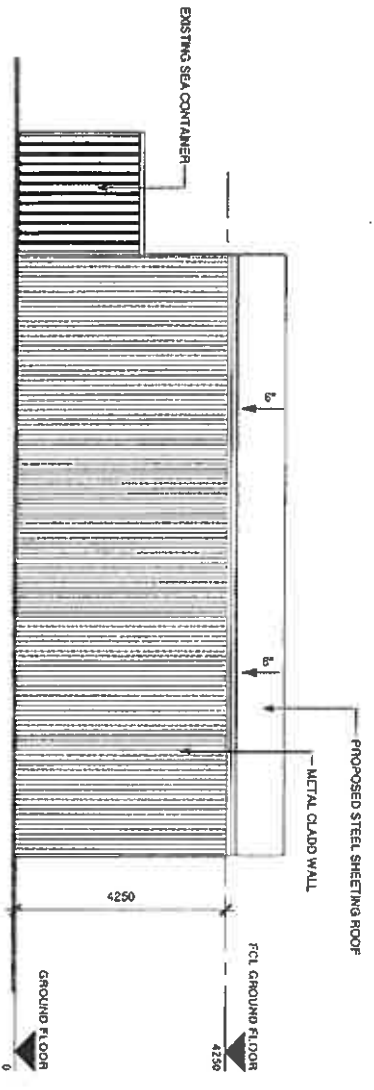 EXISTING SEA CONTAINER
6°
6°
PROPOSED STEEL SHEETING ROOF
METAL CLADD WALL
4250
FCL GROUND FLOOR
4250
GROUND FLOOR
0